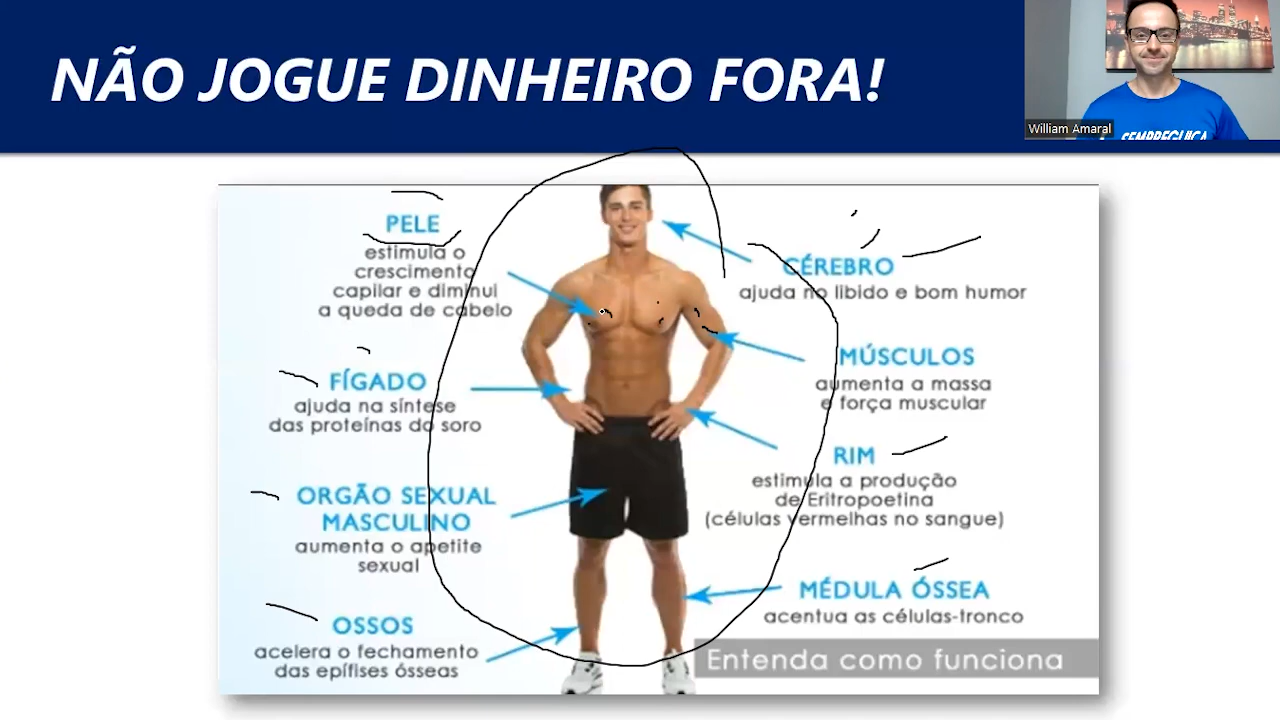 NÃO JOGUE DINHEIRO FORA!
William Amaral
SEMPREGUIÇA
PELE
estimula o
crescimento
capilar e diminui
a queda de cabelo
FÍGADO
ajuda na síntese
das proteínas do soro
ORGÃO SEXUAL
MASCULINO
aumenta o apetite
sexual
OSSOS
acelera o fechamento
das epífises ósseas
CÉREBRO
ajuda no libido e bom humor
MÚSCULOS
aumenta a massa
e força muscular
RIM
estimula a produção
de Eritropoetina
(células vermelhas no sangue)
MÉDULA ÓSSEA
acentua as células-tronco
Entenda como funciona